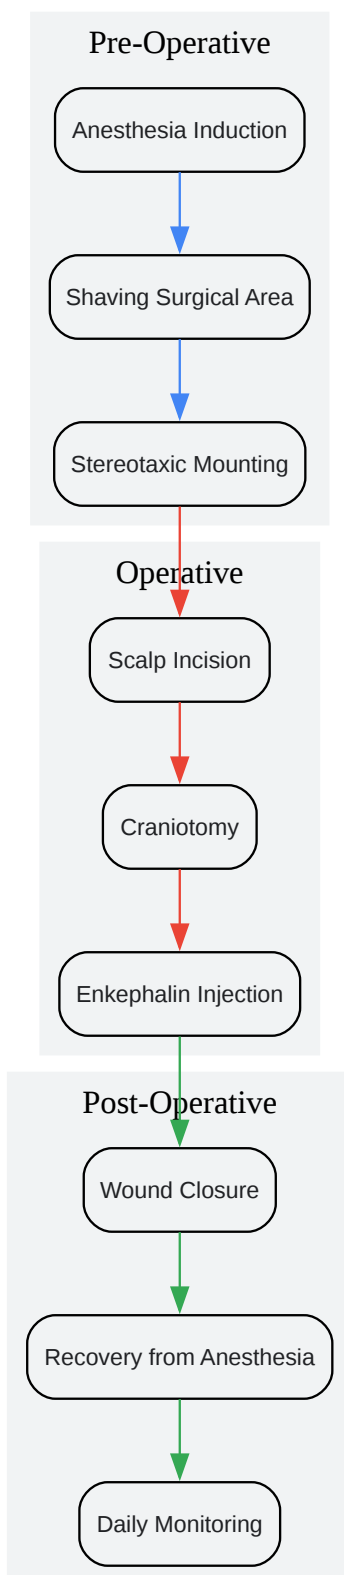 Pre-Operative
Anesthesia Induction
Shaving Surgical Area
Stereotaxic Mounting
Operative
Scalp Incision
Craniotomy
Enkephalin Injection
Post-Operative
Wound Closure
Recovery from Anesthesia
Daily Monitoring